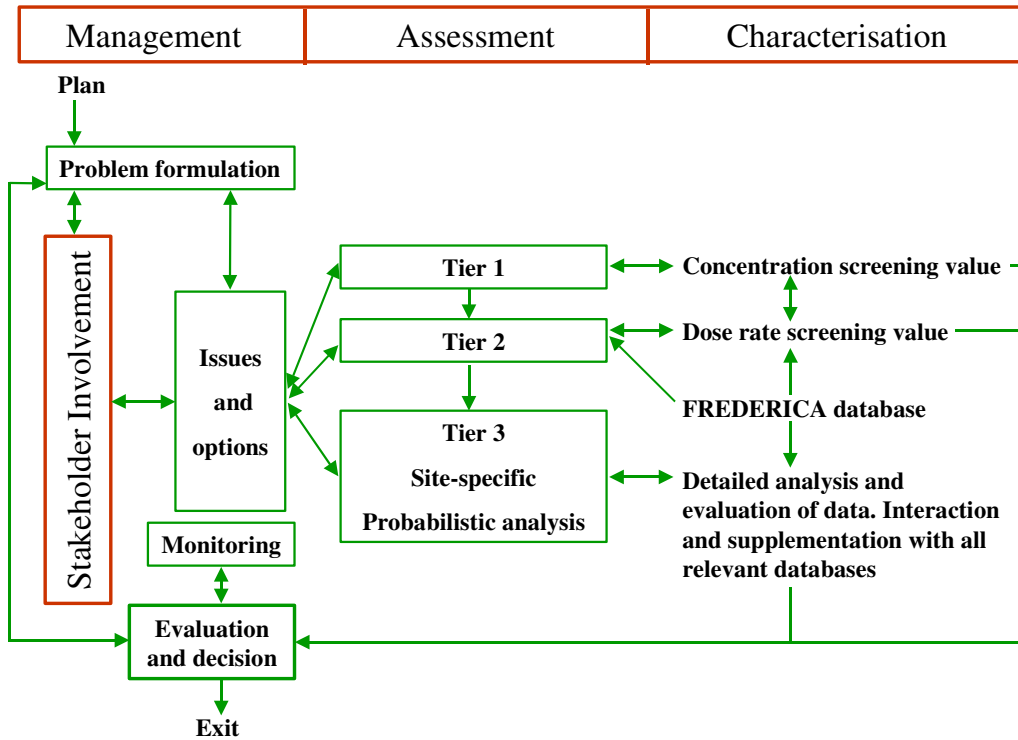 Management
Assessment
Characterisation
Plan
Problem formulation
Stakeholder Involvement
Issues
and
options
Monitoring
Evaluation
and decision
Exit
Tier 1
Tier 2
Tier 3
Site-specific
Probabilistic analysis
Concentration screening value
Dose rate screening value
FREDERICA database
Detailed analysis and
evaluation of data. Interaction
and supplementation with all
relevant databases